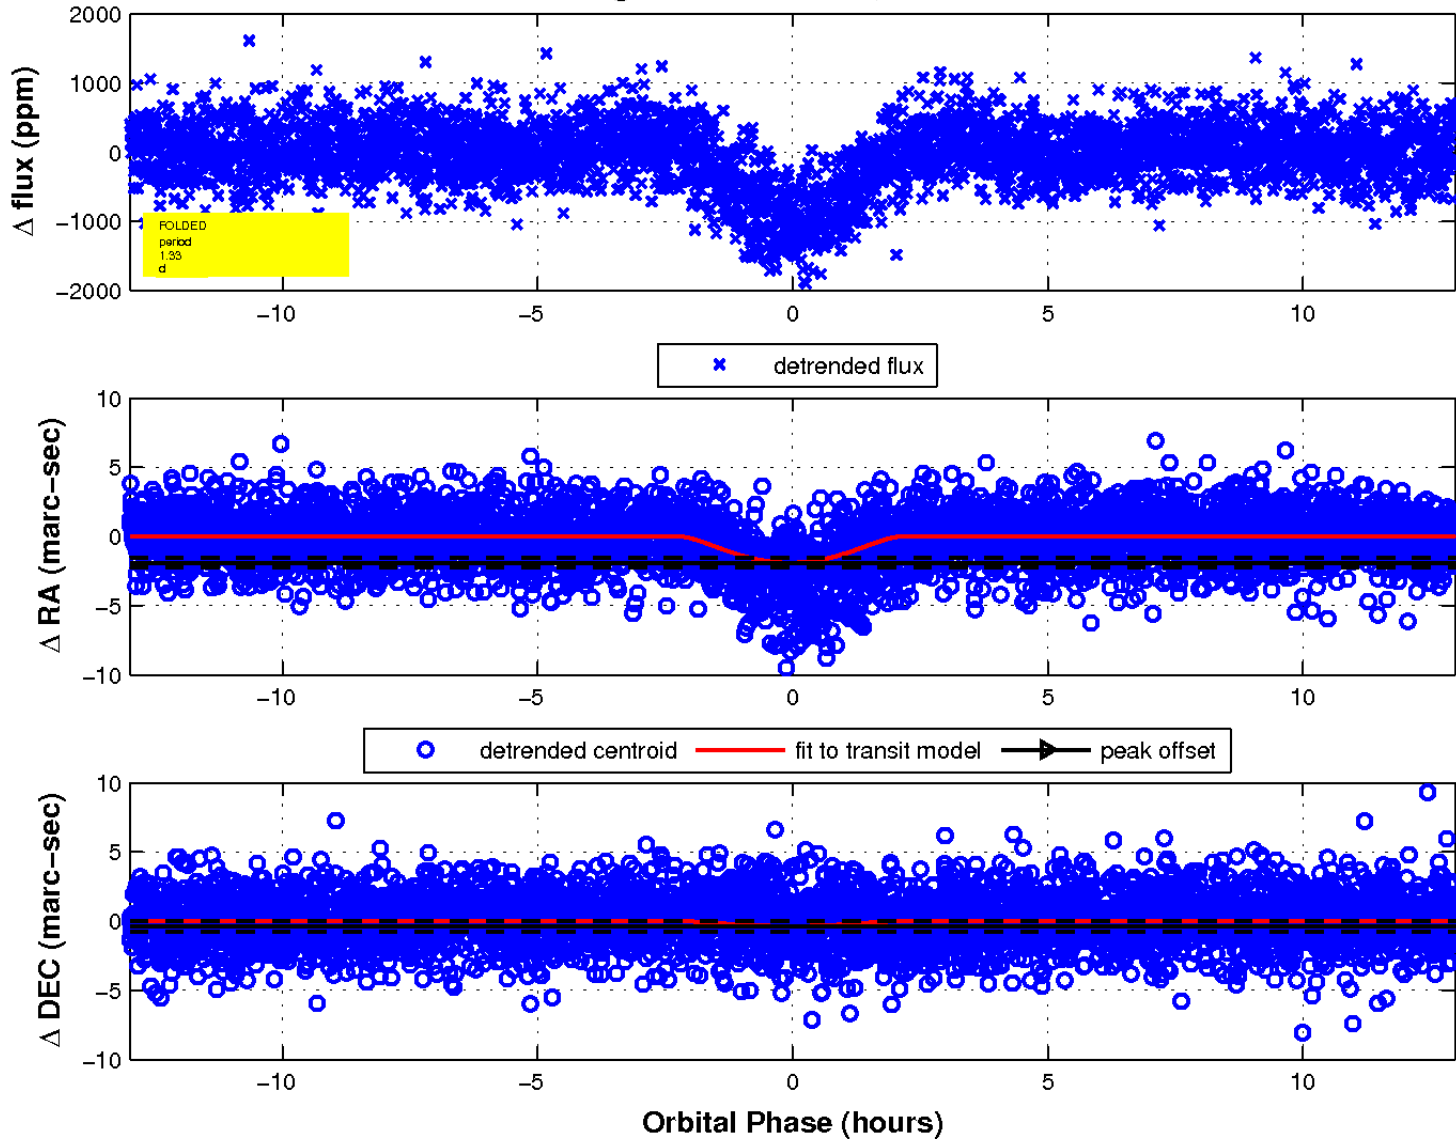 2000
1000
0
−1000
−2000
Δ flux (ppm)
FOLDED
period
1.33
d
−10
−5
0
5
10
detrended flux
10
5
0
−5
−10
Δ RA (marc−sec)
−10
−5
0
5
10
detrended centroid
fit to transit model
peak offset
10
5
0
−5
−10
Δ DEC (marc−sec)
−10
−5
0
5
10
Orbital Phase (hours)